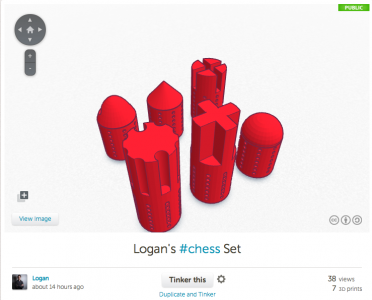 PUBLIC
View image
Logan's #chess Set
Logan
about 14 hours ago
Tinker this
Duplicate and Tinker
38 views
7 3D prints